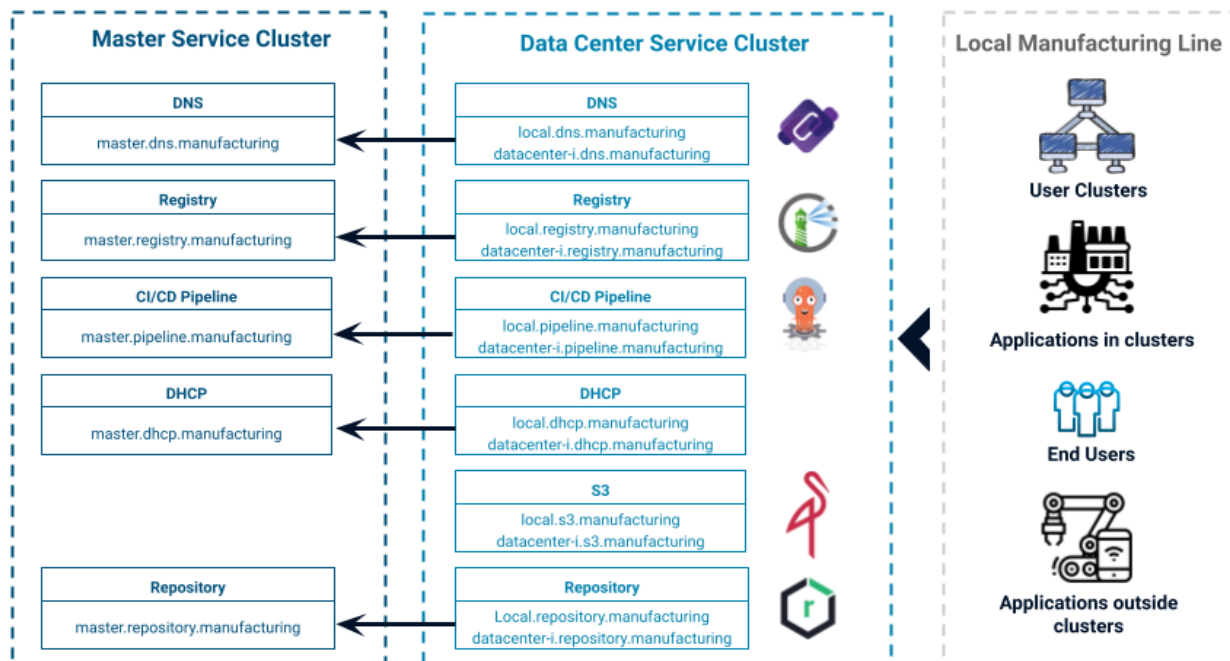 Master Service Cluster
DNS
master.dns.manufacturing
Registry
master.registry.manufacturing
CI/CD Pipeline
master.pipeline.manufacturing
DHCP
master.dhcp.manufacturing
Repository
master.repository.manufacturing
Data Center Service Cluster
DNS
local.dns.manufacturing
datacenter-i.dns.manufacturing
Registry
local.registry.manufacturing
datacenter-i.registry.manufacturing
CI/CD Pipeline
local.pipeline.manufacturing
datacenter-i.pipeline.manufacturing
DHCP
local.dhcp.manufacturing
datacenter-i.dhcp.manufacturing
S3
local.s3.manufacturing
datacenter-i.s3.manufacturing
Repository
Local.repository.manufacturing
datacenter-i.repository.manufacturing
r
Local Manufacturing Line
User Clusters
Applications in clusters
End Users
Applications outside
clusters